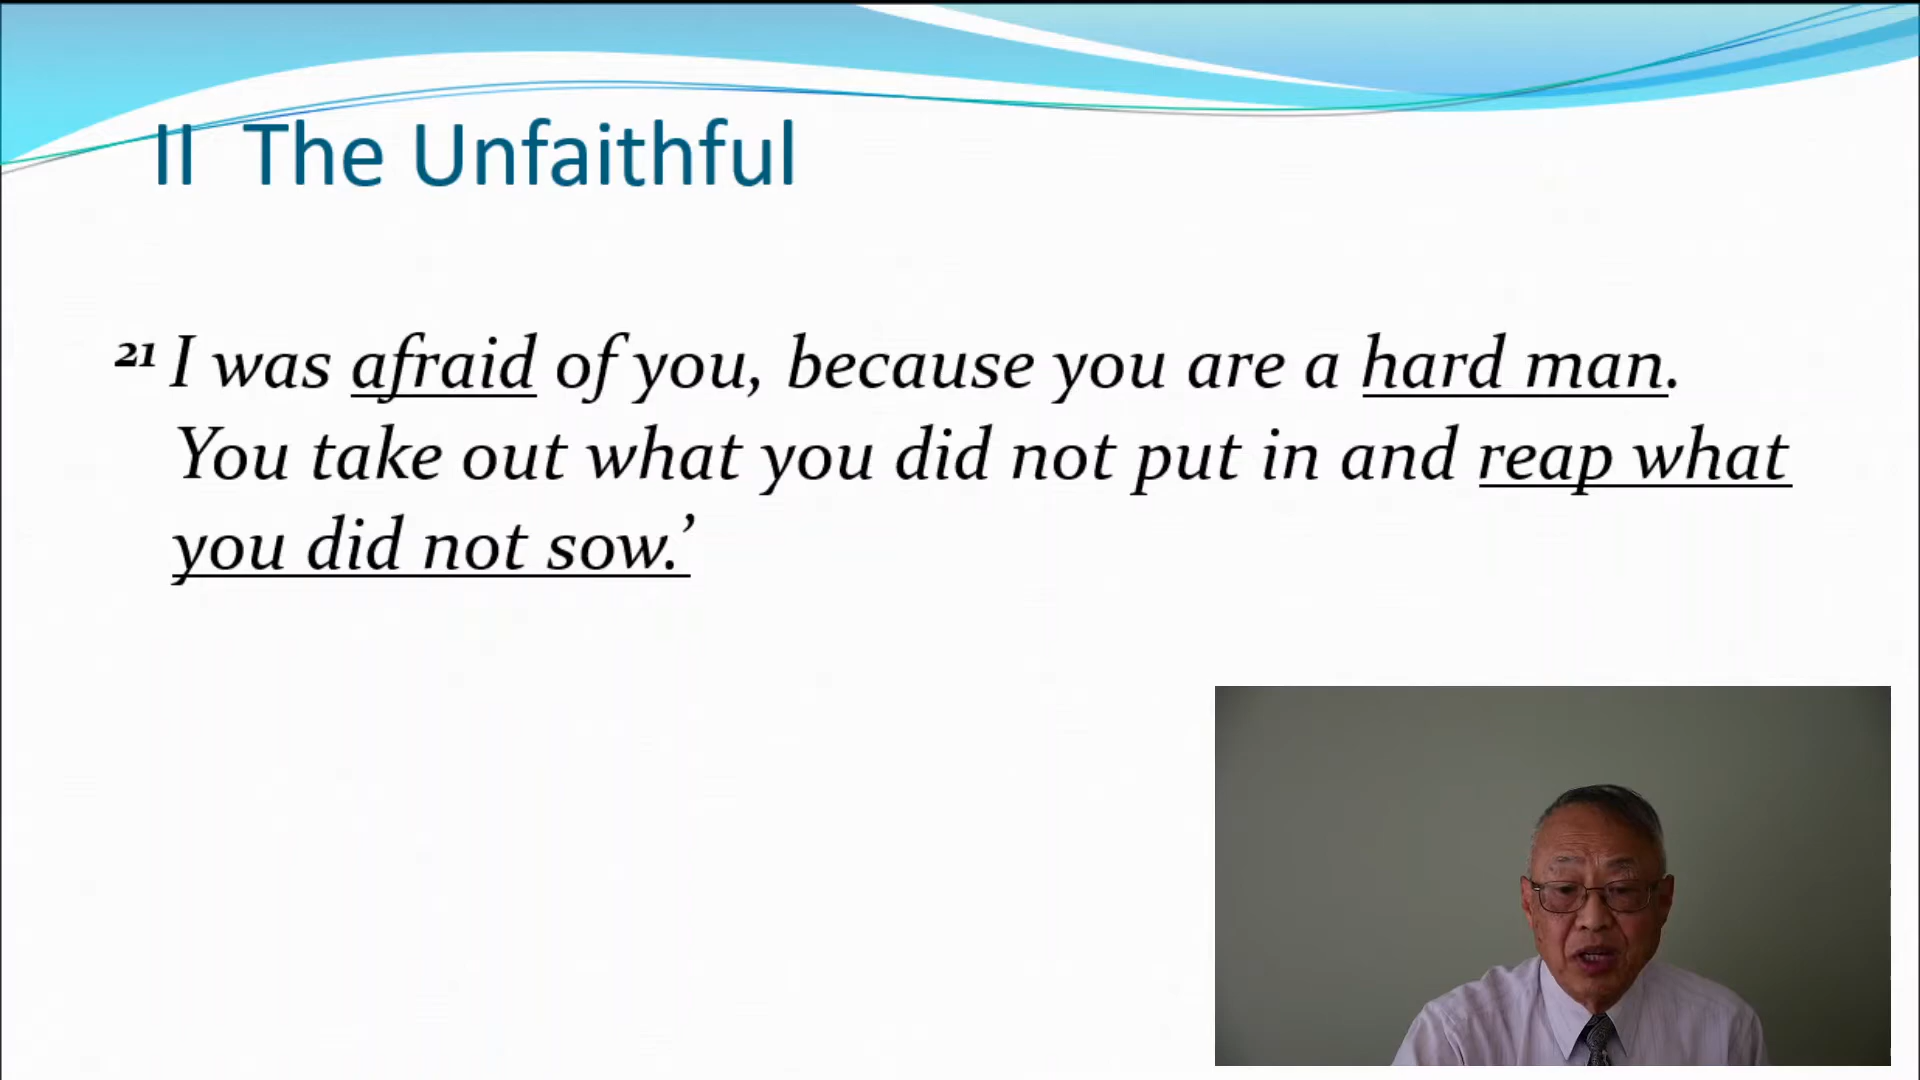 II The Unfaithful
21 I was afraid of you, because you are a hard man.
You take out what you did not put in and reap what
you did not sow.’